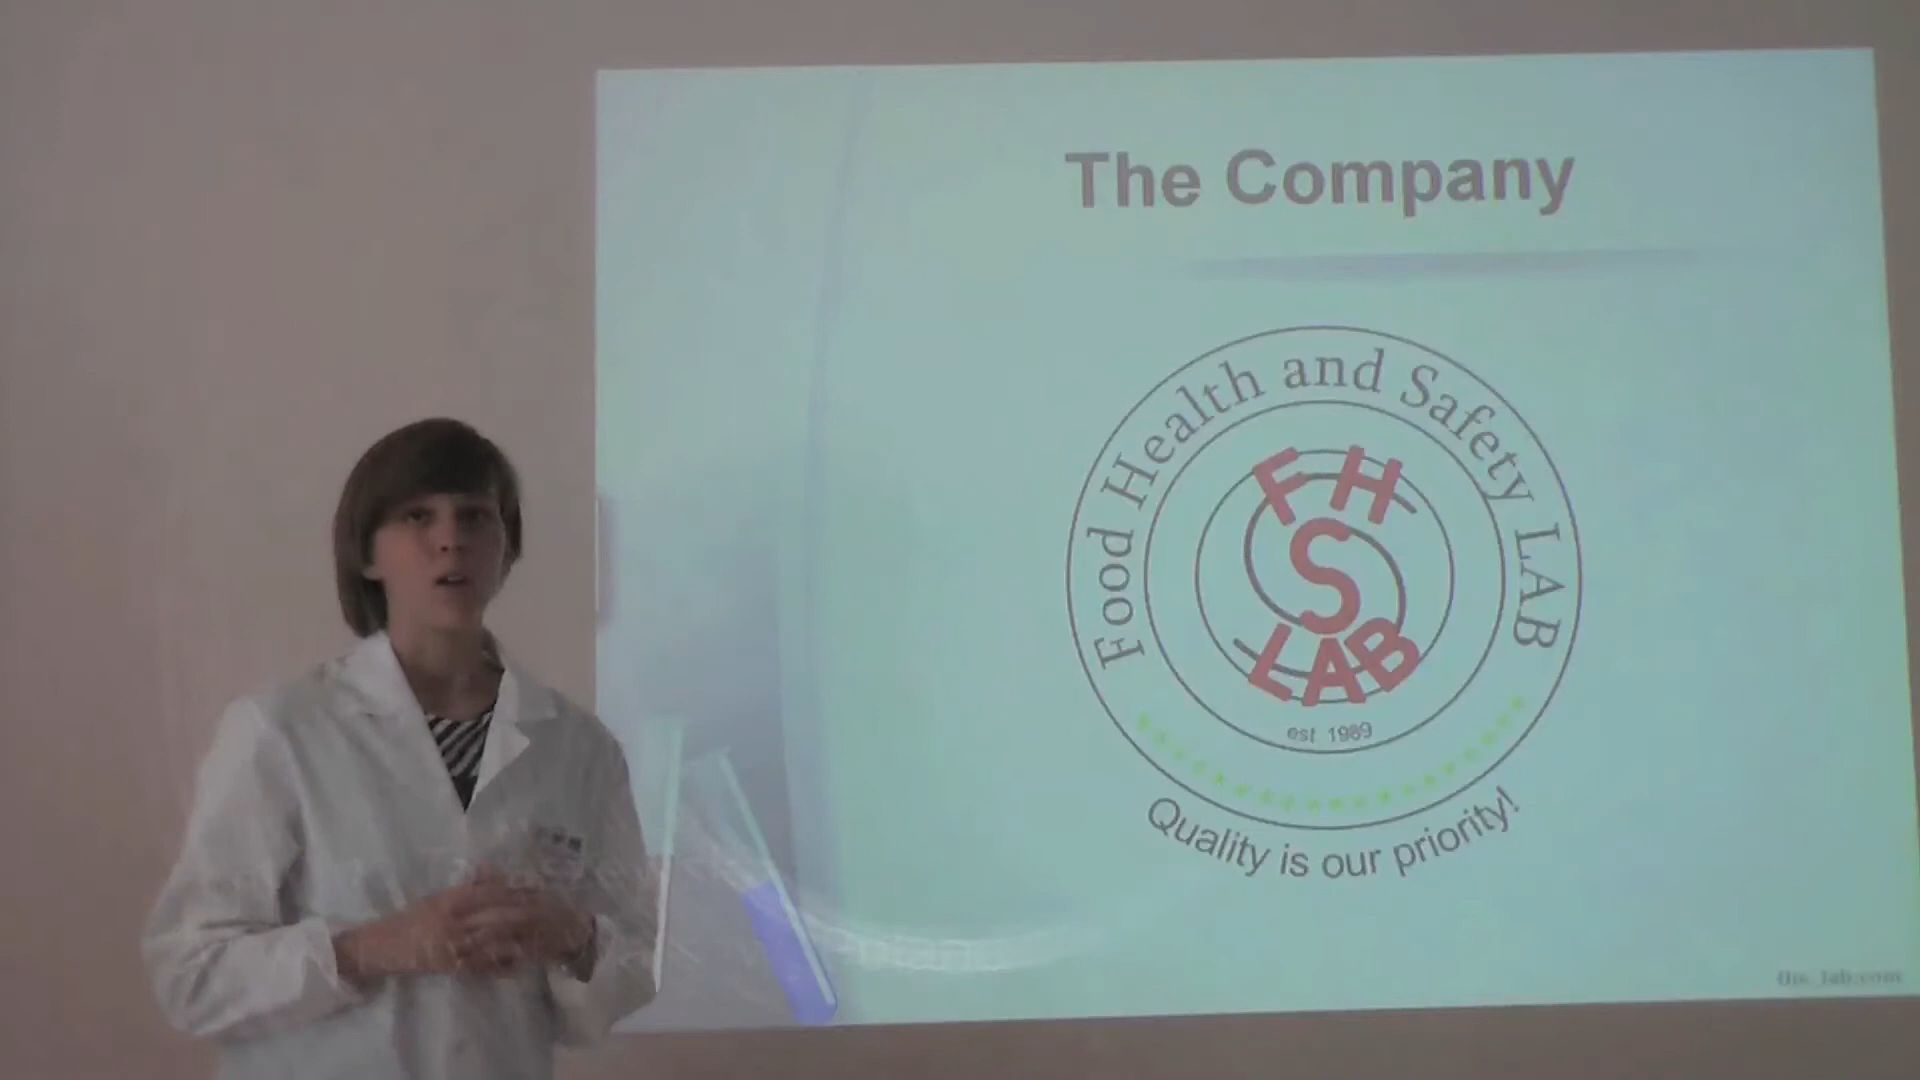 The Company
Food Health and Safety LAB
FH
S
LAB
est 1989
Quality is our priority!